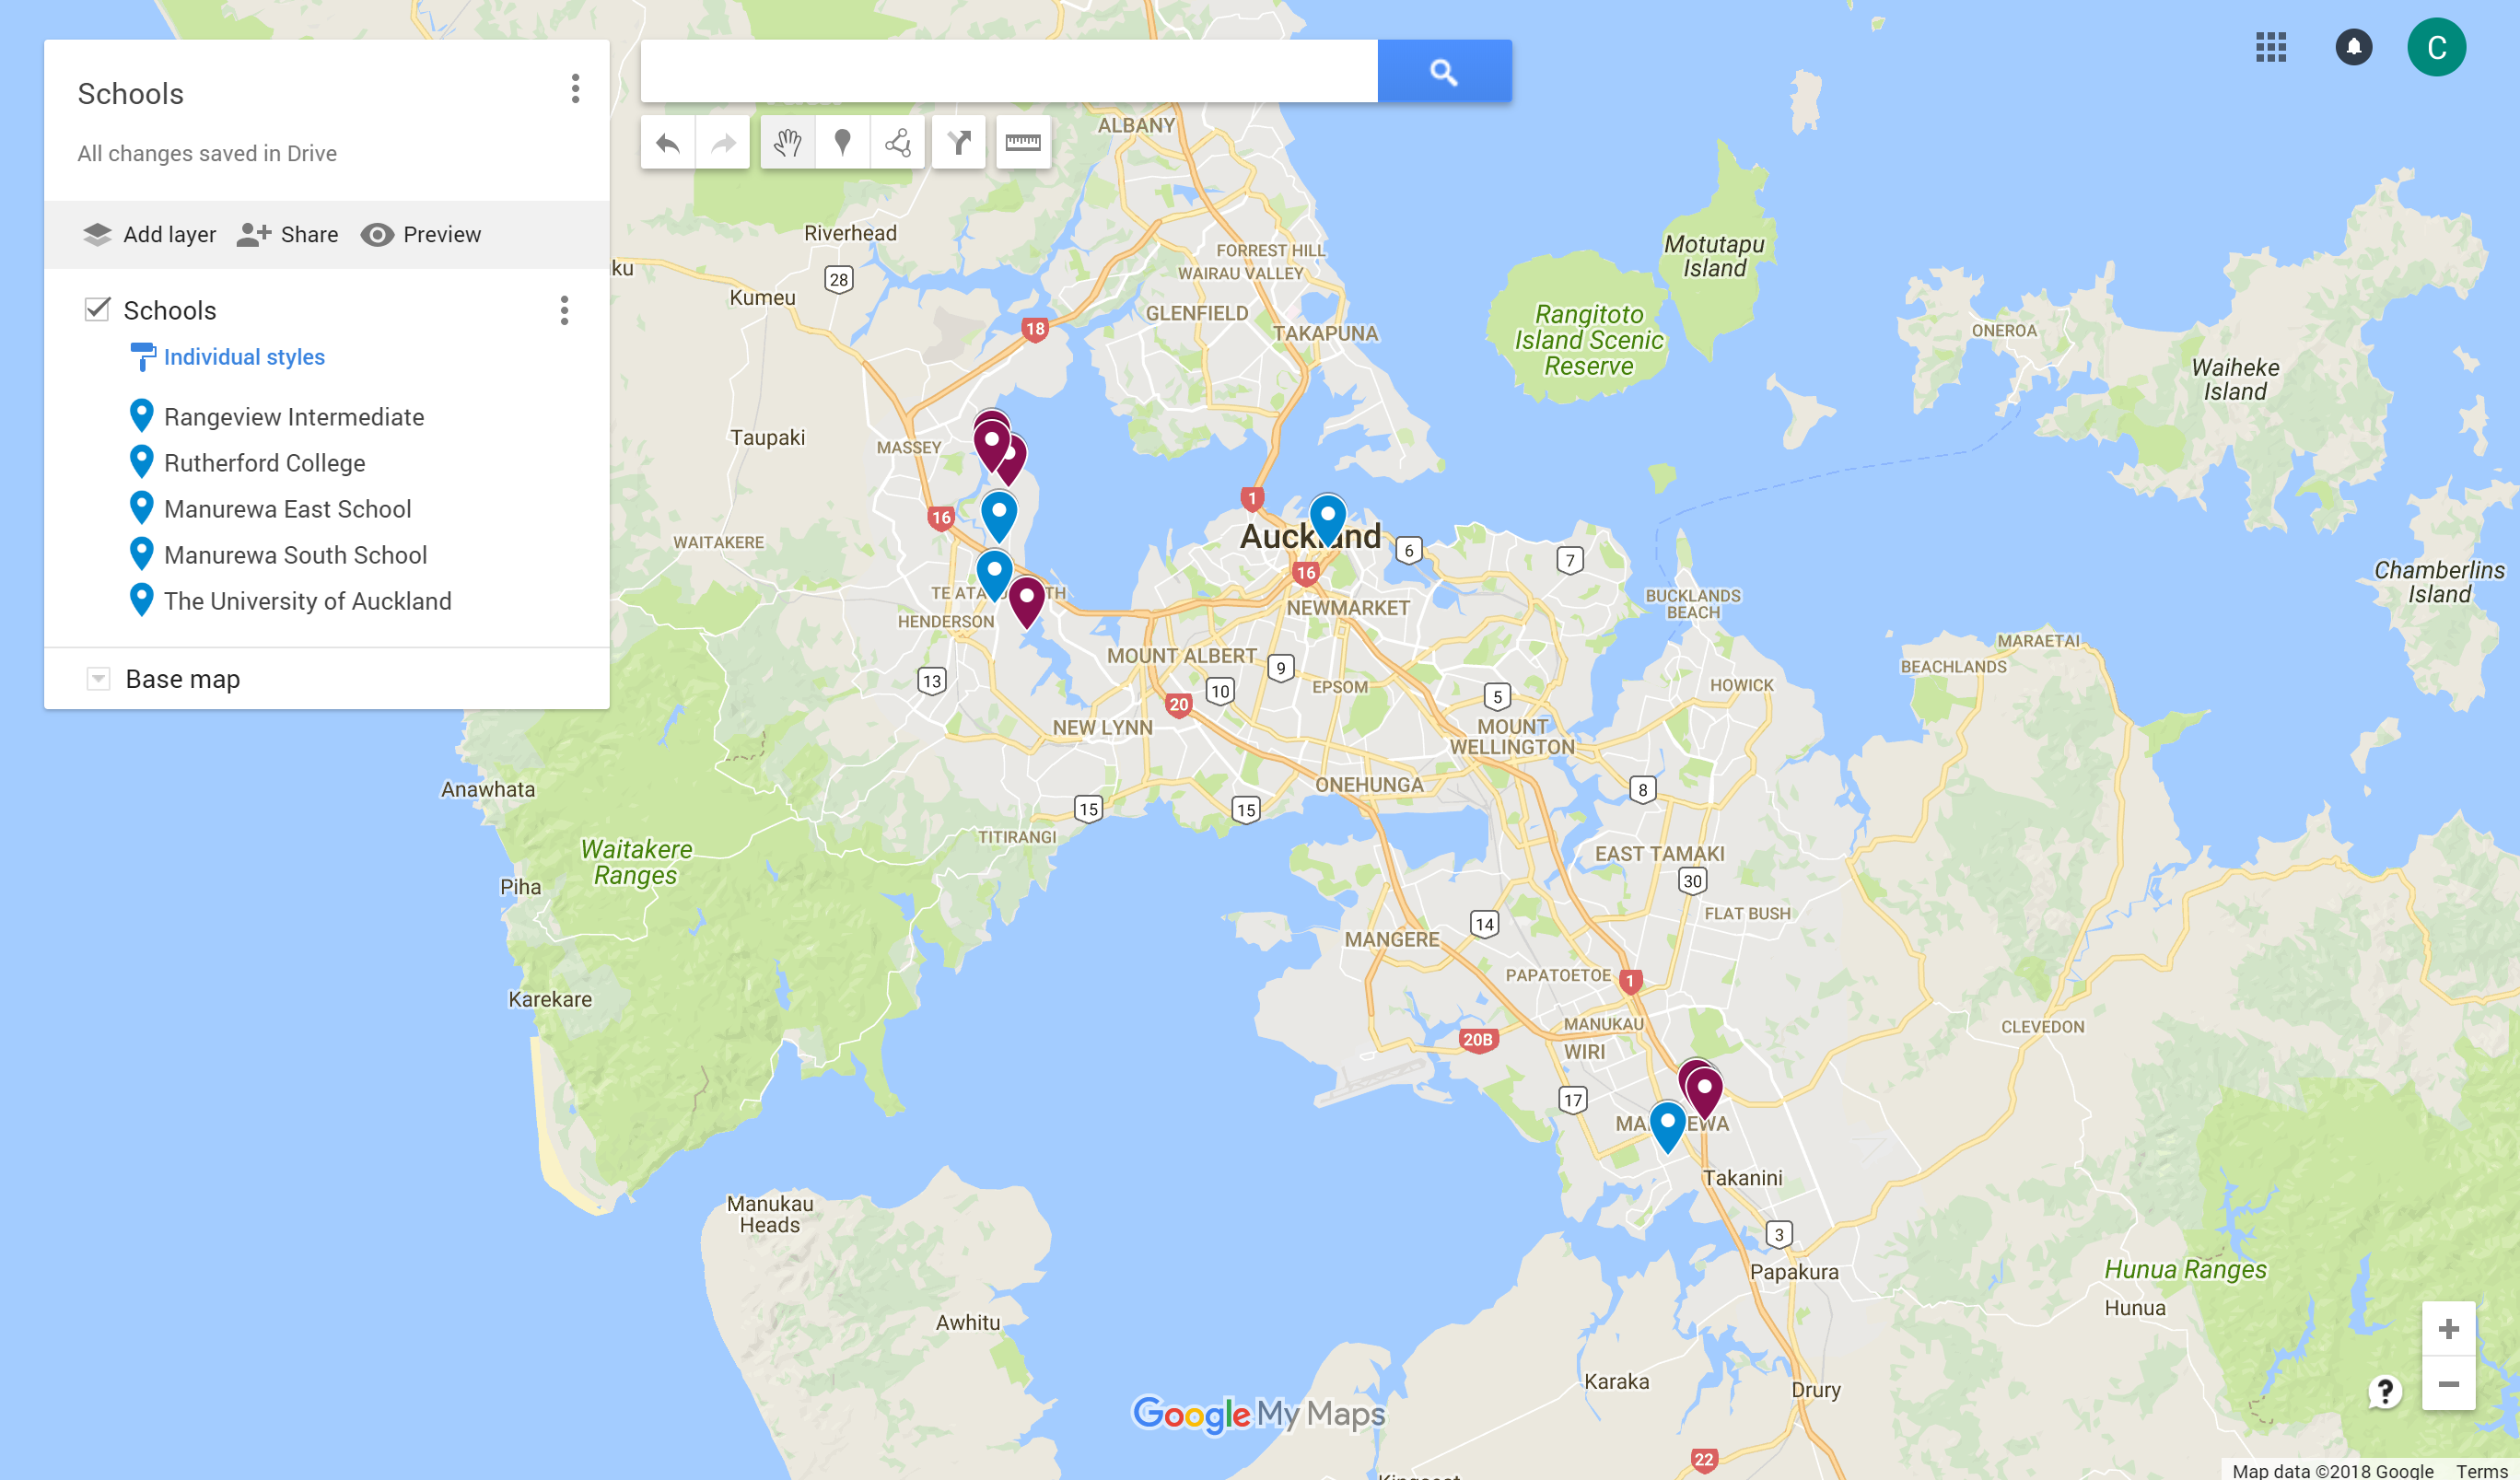 Schools
All changes saved in Drive
Add layer Share Preview
Schools
Individual styles
Rangeview Intermediate
Rutherford College
Manurewa East School
Manurewa South School
The University of Auckland
Base map
C
ALBANY
Riverhead
28
Kumeu
18
FORREST HILL
WAIRAU VALLEY
GLENFIELD
TAKAPUNA
Motutapu
Island
Rangitoto
Island Scenic
Reserve
ONEROA
Waiheke
Island
Taupaki
MASSEY
16
WAITAKERE
1
Auckland
16
6
7
HENDERSON
NEWMARKET
BUCKLANDS
BEACH
Chamberlins
Island
MARAETAI
BEACHLANDS
MOUNT ALBERT
9
10
EPSOM
13
20
5
HOWICK
NEW LYNN
MOUNT
WELLINGTON
ONEHUNGA
8
Anawhata
15
15
TITIRANGI
Waitakere
Ranges
EAST TAMAKI
30
Piha
FLAT BUSH
14
MANGERE
PAPATOETOE
1
Karekare
MANUKAU
CLEVEDON
20B
WIRI
17
Takanini
Manukau
Heads
3
Papakura
Hunua Ranges
Hunua
Awhitu
Karaka
Drury
22
Google My Maps
?
Map data ©2018 Google Terms